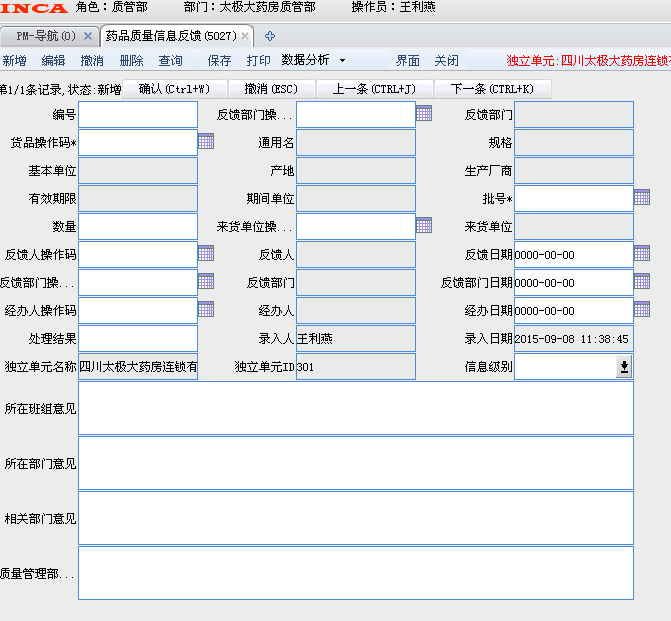 INCA 角色：质管部 部门：太极大药房质管部 操作员：王利燕
PM-导航(0) 药品质量信息反馈(5027)
新增 编辑 撤消 删除 查询 保存 打印 数据分析 界面 关闭 独立单元:四川太极大药房连锁有
第1/1条记录,状态:新增 确认(Ctrl+W) 撤消(ESC) 上一条(CTRL+J) 下一条(CTRL+K)
编号 反馈部门操... 反馈部门
货品操作码* 通用名 规格
基本单位 产地 生产厂商
有效期限 期间单位 批号*
数量 来货单位操... 来货单位
反馈人操作码 反馈人 反馈日期 0000-00-00
反馈部门操... 反馈部门 反馈部门日期 0000-00-00
经办人操作码 经办人 经办日期 0000-00-00
处理结果 录入人 王利燕 录入日期 2015-09-08 11:38:45
独立单元名称 四川太极大药房连锁有 独立单元ID 301 信息级别
所在班组意见
所在部门意见
相关部门意见
质量管理部...